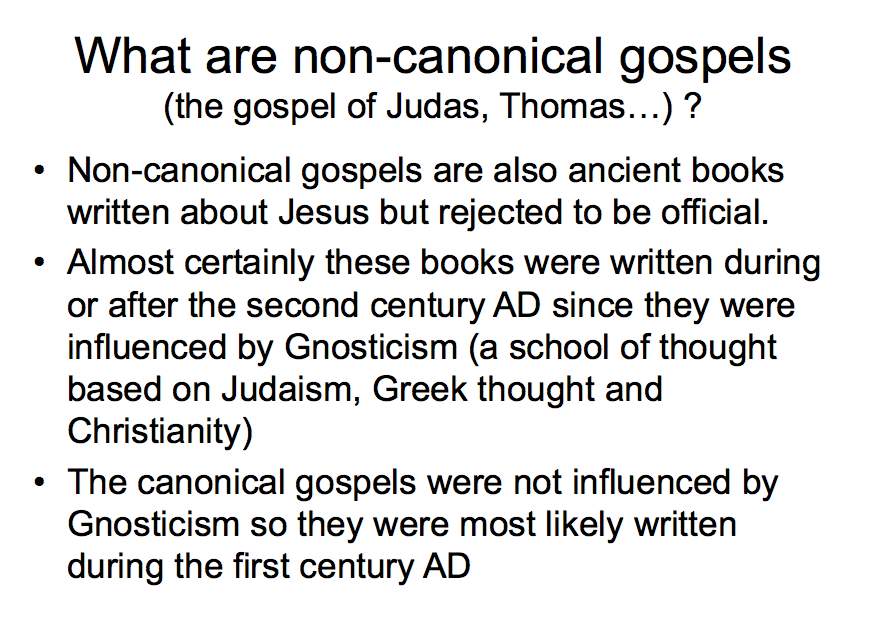 What are non-canonical gospels
(the gospel of Judas, Thomas…) ?
• Non-canonical gospels are also ancient books
written about Jesus but rejected to be official.
• Almost certainly these books were written during
or after the second century AD since they were
influenced by Gnosticism (a school of thought
based on Judaism, Greek thought and
Christianity)
• The canonical gospels were not influenced by
Gnosticism so they were most likely written
during the first century AD